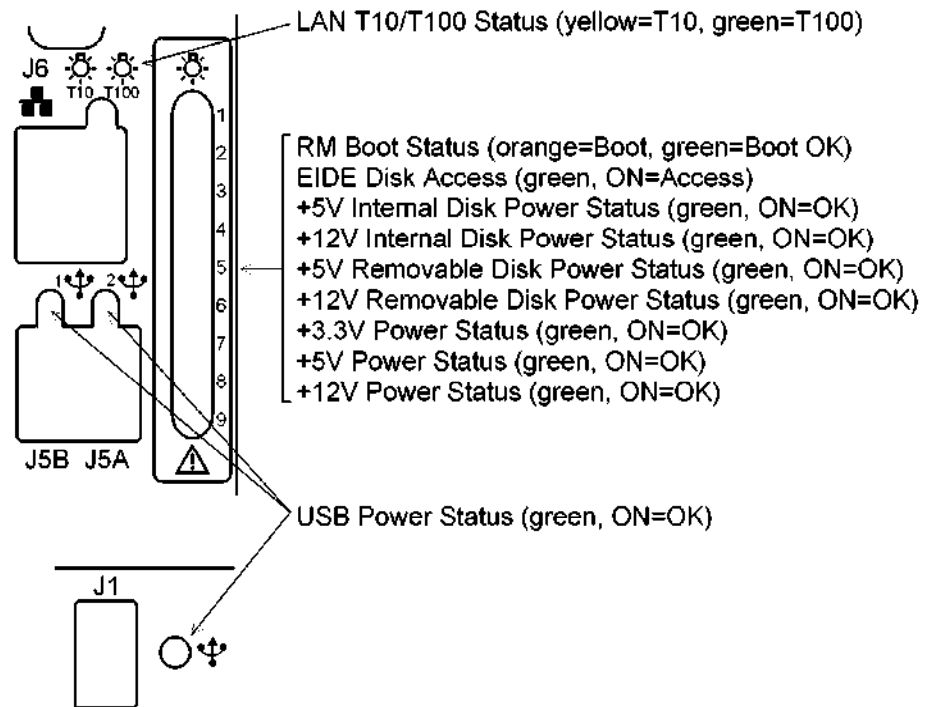 LAN T10/T100 Status (yellow=T10, green=T100)
J6
T10 T100
1
2
3
4
5
6
7
8
9
RM Boot Status (orange=Boot, green=Boot OK)
EIDE Disk Access (green, ON=Access)
+5V Internal Disk Power Status (green, ON=OK)
+12V Internal Disk Power Status (green, ON=OK)
+5V Removable Disk Power Status (green, ON=OK)
+12V Removable Disk Power Status (green, ON=OK)
+3.3V Power Status (green, ON=OK)
+5V Power Status (green, ON=OK)
+12V Power Status (green, ON=OK)
1 2
J5B J5A
USB Power Status (green, ON=OK)
J1